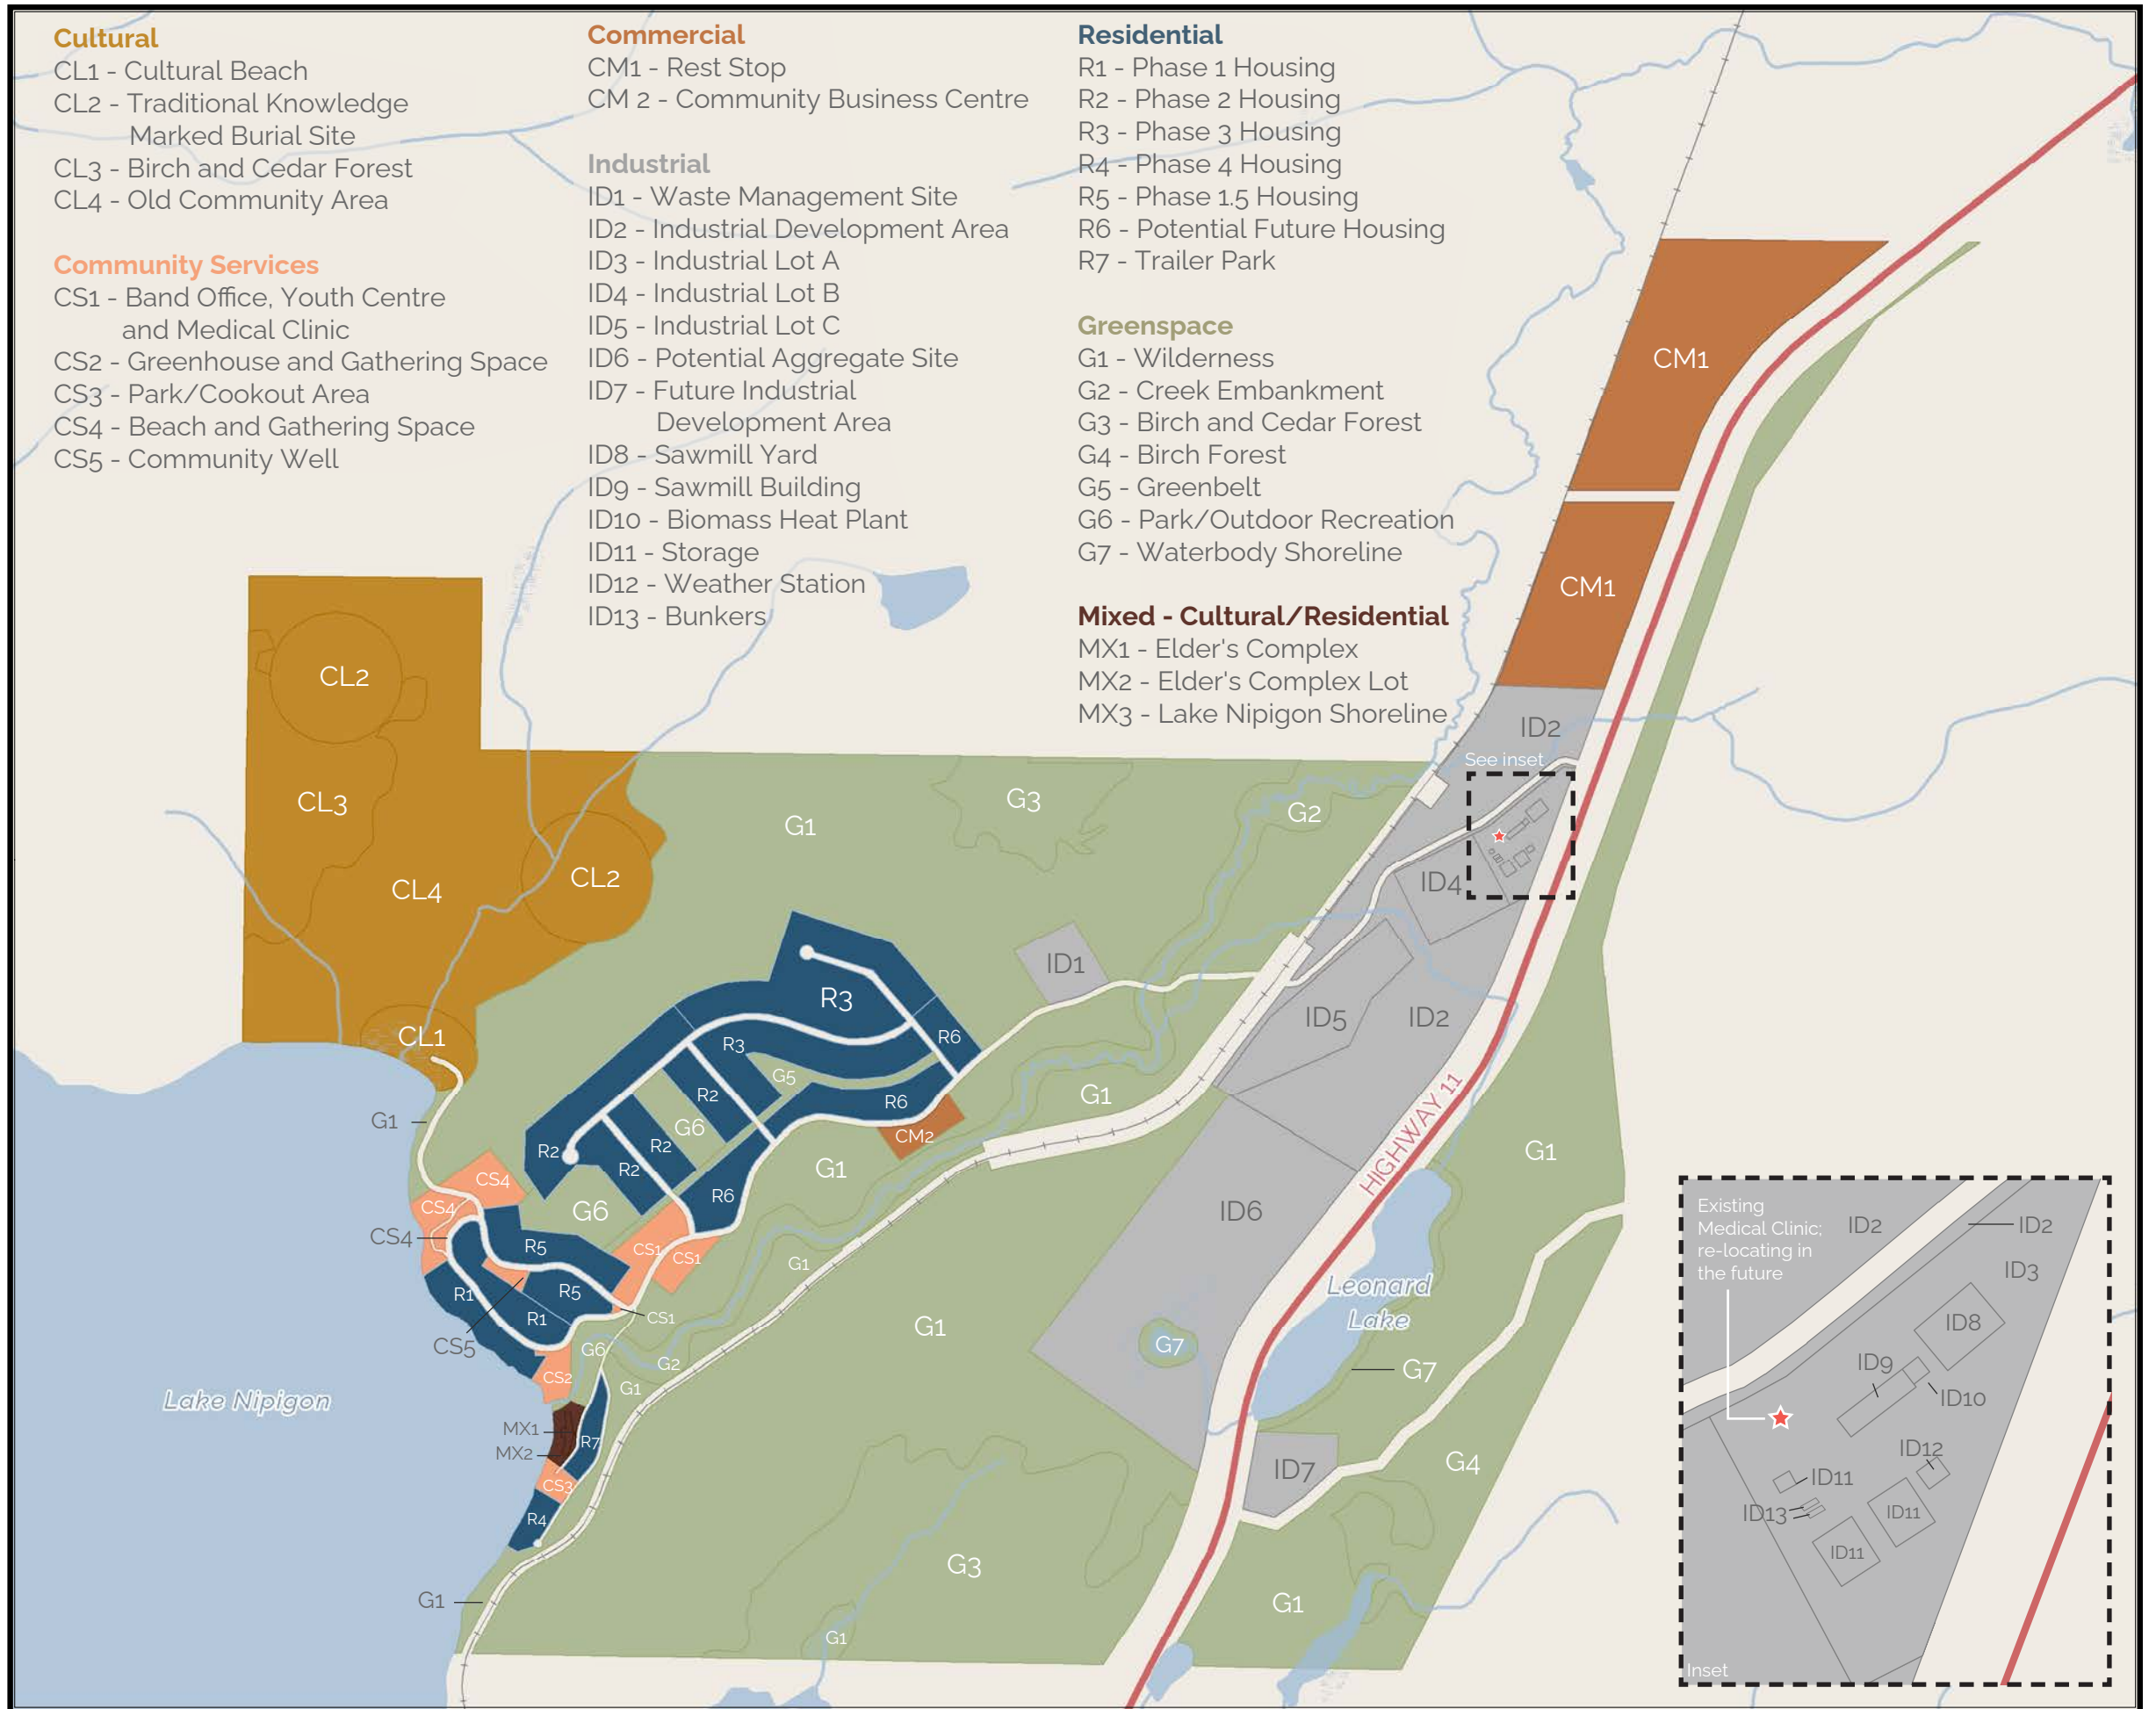 Cultural
CL1 - Cultural Beach
CL2 - Traditional Knowledge
Marked Burial Site
CL3 - Birch and Cedar Forest
CL4 - Old Community Area
Community Services
CS1 - Band Office, Youth Centre
and Medical Clinic
CS2 - Greenhouse and Gathering Space
CS3 - Park/Cookout Area
CS4 - Beach and Gathering Space
CS5 - Community Well
Commercial
CM1 - Rest Stop
CM 2 - Community Business Centre
Industrial
ID1 - Waste Management Site
ID2 - Industrial Development Area
ID3 - Industrial Lot A
ID4 - Industrial Lot B
ID5 - Industrial Lot C
ID6 - Potential Aggregate Site
ID7 - Future Industrial
Development Area
ID8 - Sawmill Yard
ID9 - Sawmill Building
ID10 - Biomass Heat Plant
ID11 - Storage
ID12 - Weather Station
ID13 - Bunkers
Residential
R1 - Phase 1 Housing
R2 - Phase 2 Housing
R3 - Phase 3 Housing
R4 - Phase 4 Housing
R5 - Phase 1.5 Housing
R6 - Potential Future Housing
R7 - Trailer Park
Greenspace
G1 - Wilderness
G2 - Creek Embankment
G3 - Birch and Cedar Forest
G4 - Birch Forest
G5 - Greenbelt
G6 - Park/Outdoor Recreation
G7 - Waterbody Shoreline
Mixed - Cultural/Residential
MX1 - Elder's Complex
MX2 - Elder's Complex Lot
MX3 - Lake Nipigon Shoreline
CM1
CM1
ID2
See inset
CL2
CL3
G1
G3
G2
CL4
CL2
ID4
ID1
R3
ID5
ID2
CL1
R3
R6
G5
R2
R6
G1
G1
G6
CM2
R2
R2
R2
G1
G1
HIGHWAY 11
CS4
R6
CS4
G6
ID6
CS4
R5
CS1
CS1
G1
Leonard
Lake
R1
R5
CS1
R1
G1
CS5
G6
G2
G7
G7
CS2
G1
Lake Nipigon
MX1
R7
MX2
CS3
ID7
G4
R4
G3
G1
G1
G1
Existing
Medical Clinic;
re-locating in
the future
ID2
ID2
ID3
ID8
ID9
ID10
ID12
ID11
ID13
ID11
ID11
Inset